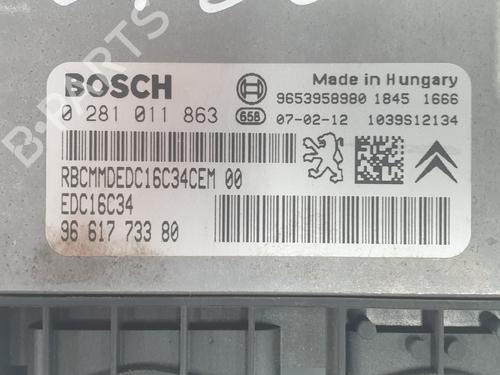 BOSCH
Made in Hungary
9653958980 1845 1666
0 281 011 863 658 07-02-12 1039S12134
RBCMMDEDC16C34CEM 00
EDC16C34
96 617 733 80
B-PARTS